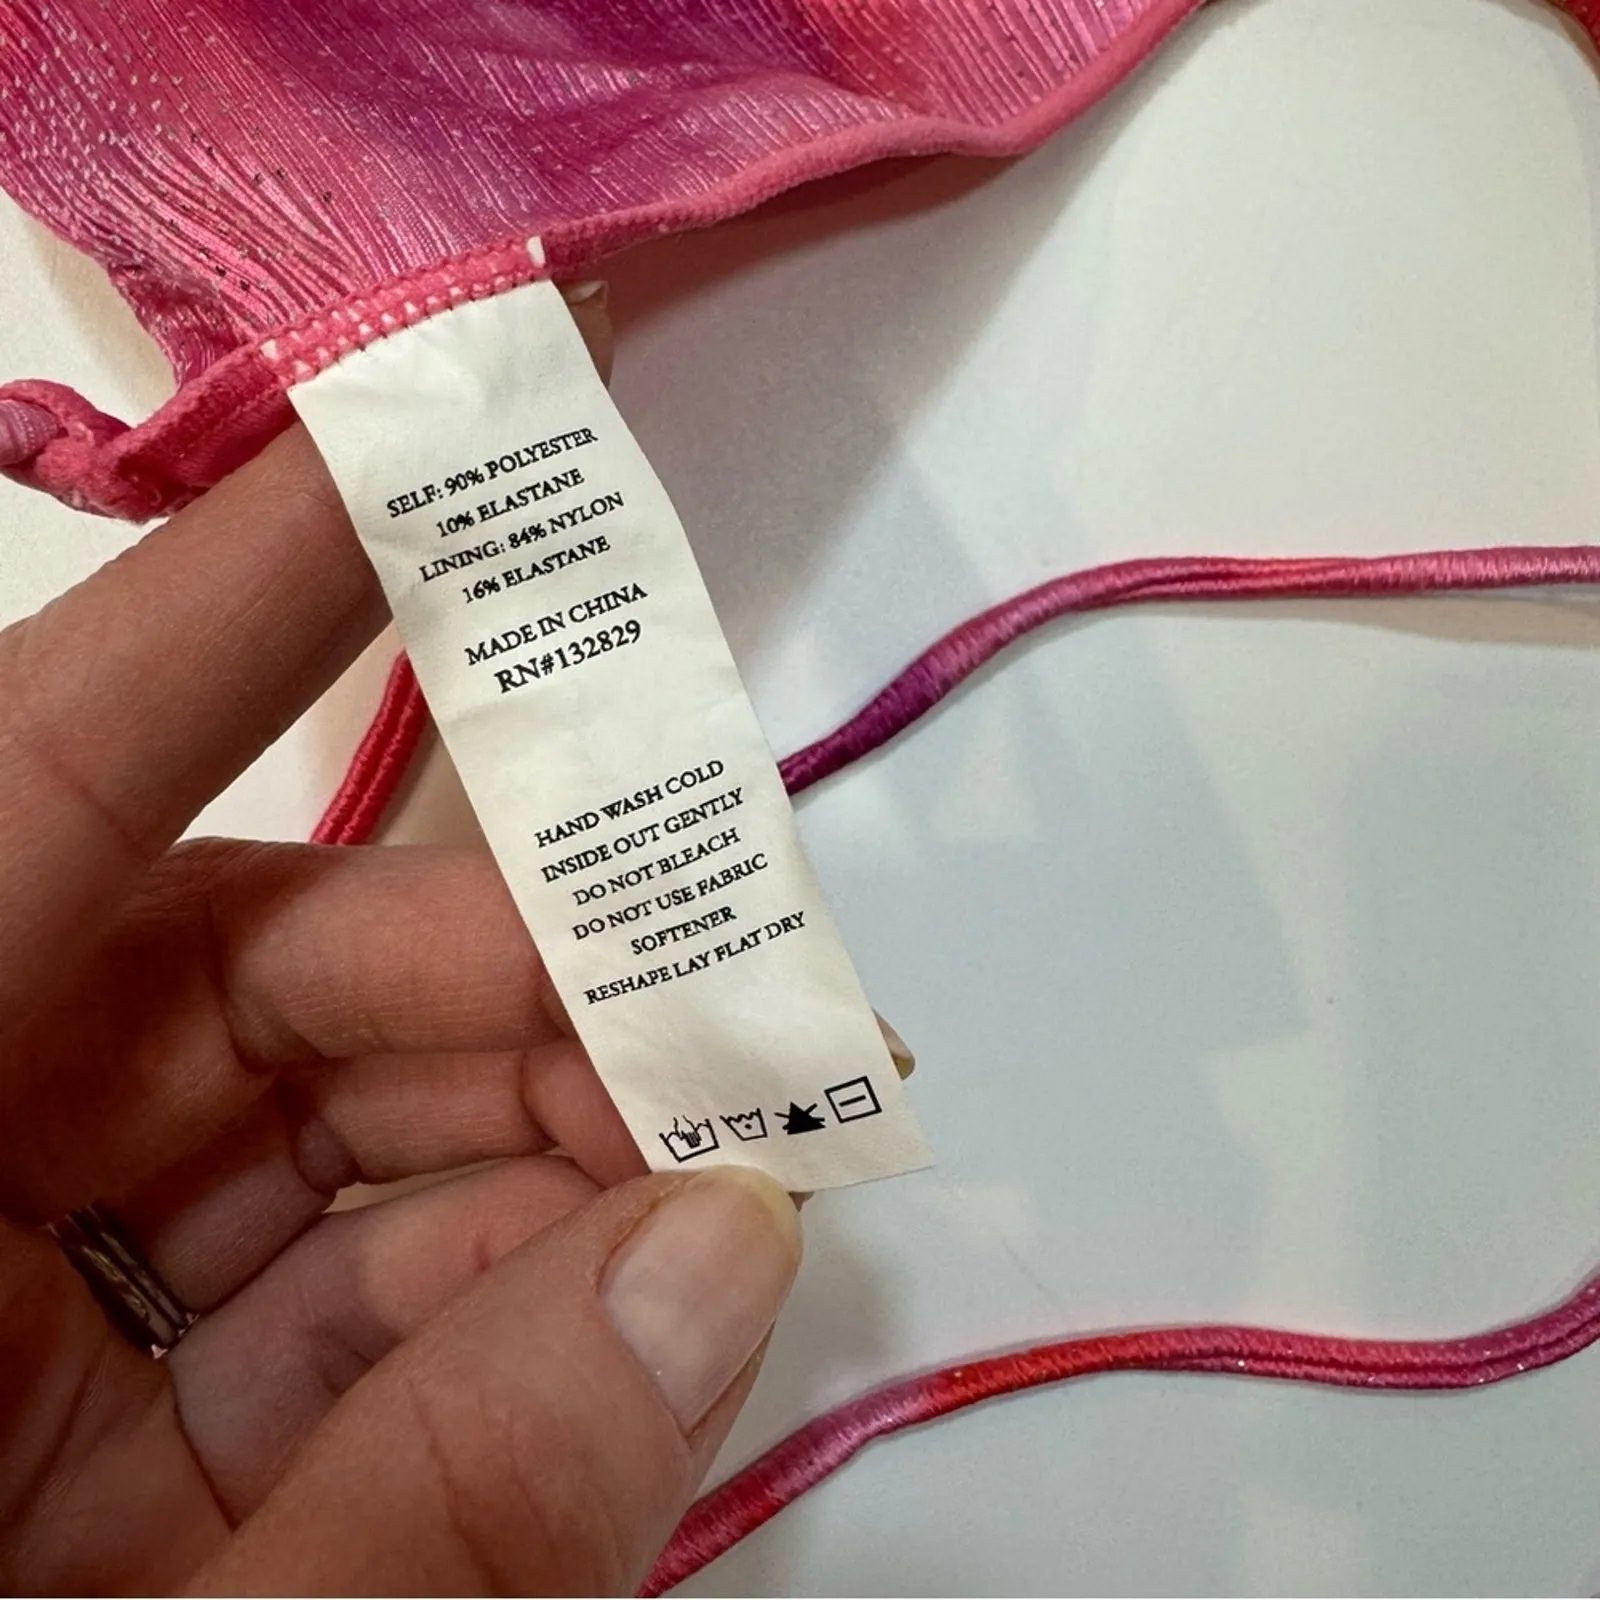 SELF: 90% POLYESTER
10% ELASTANE
LINING: 84% NYLON
16% ELASTANE
MADE IN CHINA
RN#132829
HAND WASH COLD
INSIDE OUT GENTLY
DO NOT BLEACH
DO NOT USE FABRIC
SOFTENER
RESHAPE LAY FLAT DRY